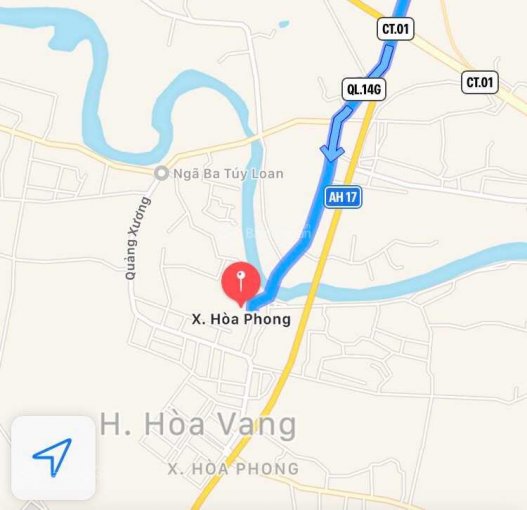 CT.01
CT.01
QL.14G
Ngã Ba Túy Loan
AH 17
Quảng Xương
X. Hòa Phong
H. Hòa Vang
X. HÒA PHONG